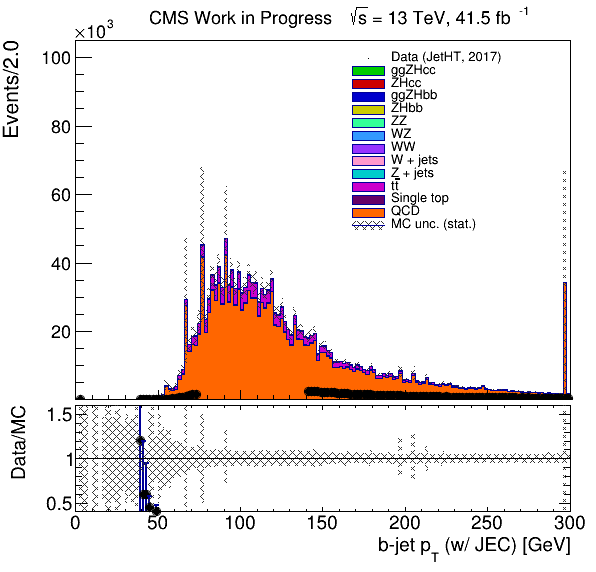 CMS Work in Progress √s = 13 TeV, 41.5 fb⁻¹
×10³
Events/2.0
100
80
60
40
20
Data (JetHT, 2017)
ggZHcc
ZHcc
ggZHbb
ZHbb
ZZ
WZ
WW
W + jets
Z + jets
tt̅
Single top
QCD
MC unc. (stat.)
Data/MC
1.5
1
0.5
0 50 100 150 200 250 300
b-jet p_T (w/ JEC) [GeV]